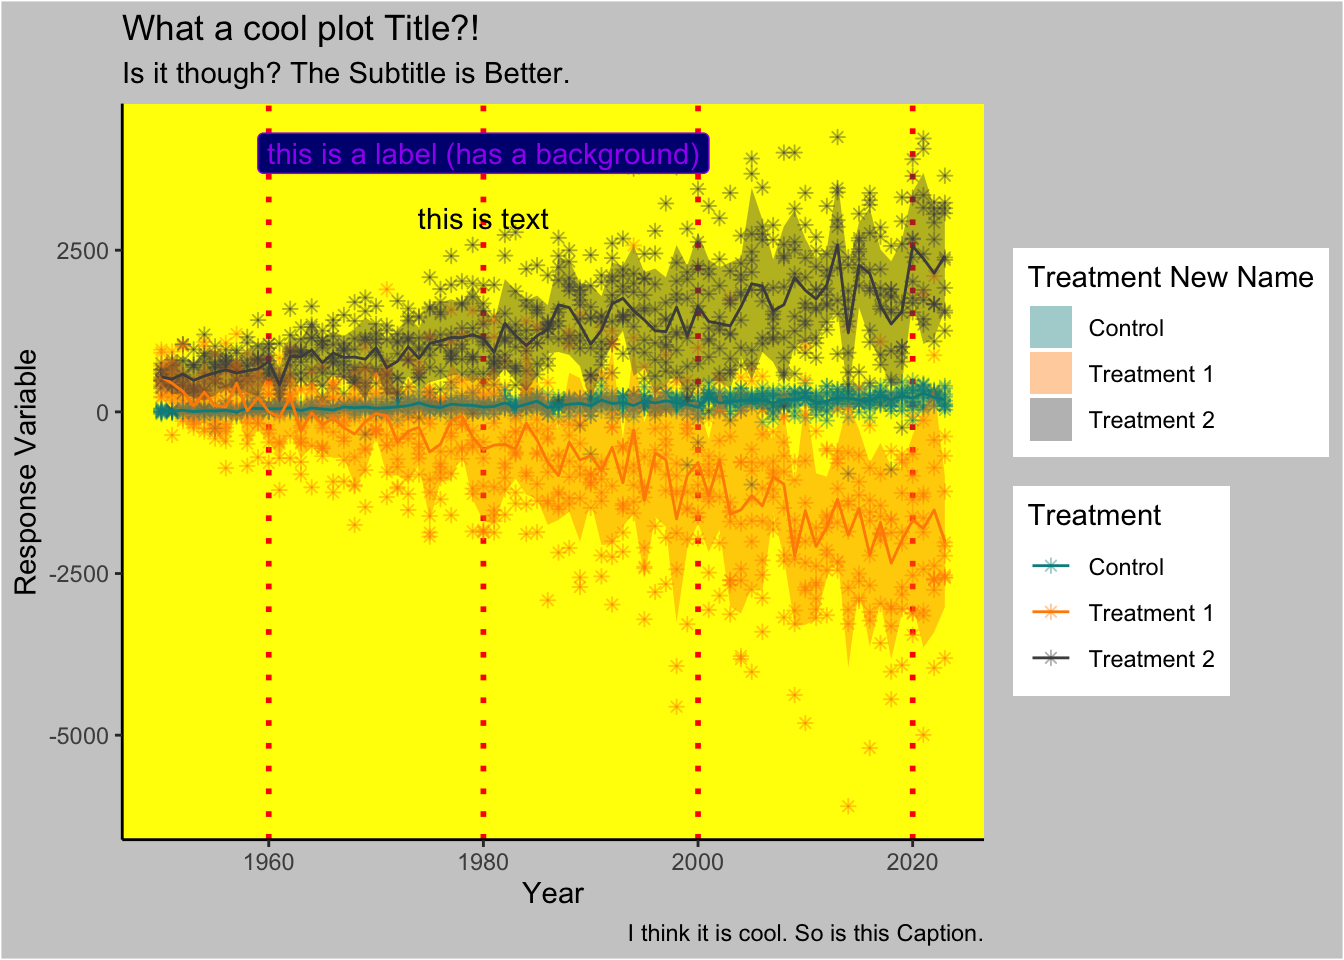 What a cool plot Title?!
Is it though? The Subtitle is Better.
this is a label (has a background)
this is text
2500
0
-2500
-5000
Response Variable
1960
1980
2000
2020
Year
I think it is cool. So is this Caption.
Treatment New Name
Control
Treatment 1
Treatment 2
Treatment
Control
Treatment 1
Treatment 2